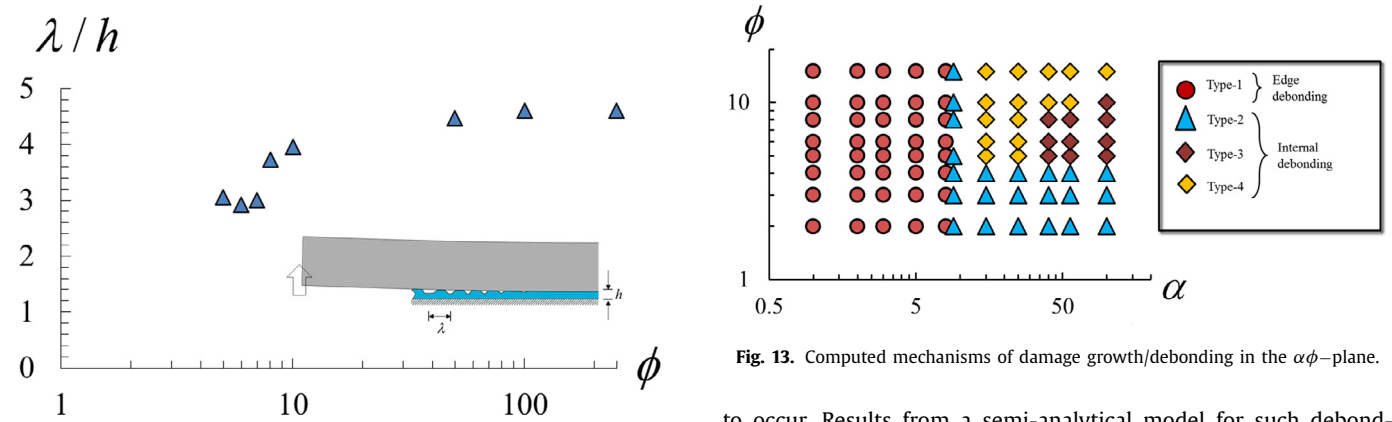 λ / h
5
4
3
2
1
0
1
10
100
ϕ
h
λ
ϕ
10
1
0.5
5
50
α
Type-1
Edge
debonding
Type-2
Type-3
Internal
debonding
Type-4
Fig. 13. Computed mechanisms of damage growth/debonding in the αϕ−plane.
to occur. Results from a semi-analytical model for such debond-